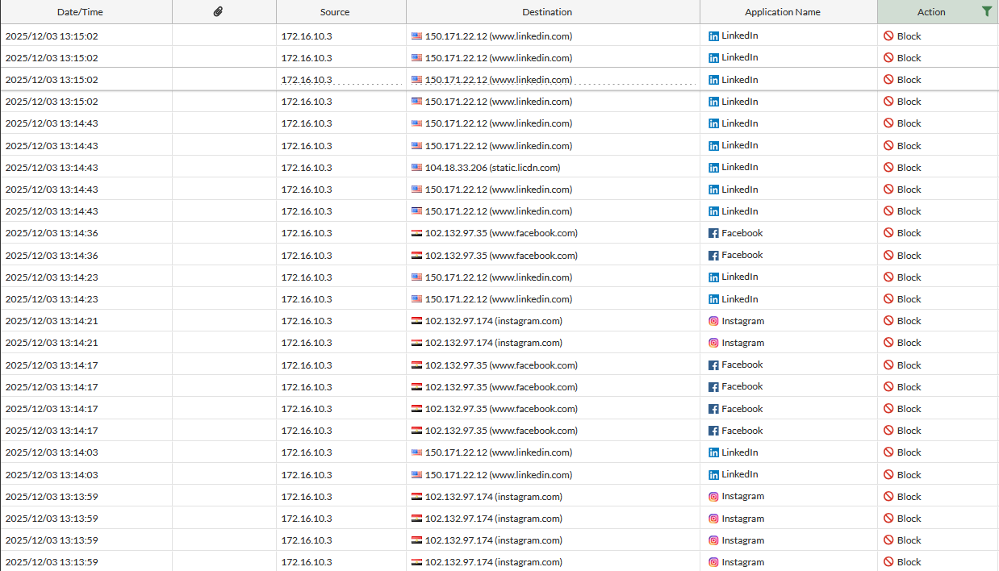 Date/Time Source Destination Application Name Action
2025/12/03 13:15:02 172.16.10.3 150.171.22.12 (www.linkedin.com) LinkedIn Block
2025/12/03 13:15:02 172.16.10.3 150.171.22.12 (www.linkedin.com) LinkedIn Block
2025/12/03 13:15:02 172.16.10.3 150.171.22.12 (www.linkedin.com) LinkedIn Block
2025/12/03 13:15:02 172.16.10.3 150.171.22.12 (www.linkedin.com) LinkedIn Block
2025/12/03 13:14:43 172.16.10.3 150.171.22.12 (www.linkedin.com) LinkedIn Block
2025/12/03 13:14:43 172.16.10.3 150.171.22.12 (www.linkedin.com) LinkedIn Block
2025/12/03 13:14:43 172.16.10.3 104.18.33.206 (static.licdn.com) LinkedIn Block
2025/12/03 13:14:43 172.16.10.3 150.171.22.12 (www.linkedin.com) LinkedIn Block
2025/12/03 13:14:43 172.16.10.3 150.171.22.12 (www.linkedin.com) LinkedIn Block
2025/12/03 13:14:36 172.16.10.3 102.132.97.35 (www.facebook.com) Facebook Block
2025/12/03 13:14:36 172.16.10.3 102.132.97.35 (www.facebook.com) Facebook Block
2025/12/03 13:14:23 172.16.10.3 150.171.22.12 (www.linkedin.com) LinkedIn Block
2025/12/03 13:14:23 172.16.10.3 150.171.22.12 (www.linkedin.com) LinkedIn Block
2025/12/03 13:14:21 172.16.10.3 102.132.97.174 (instagram.com) Instagram Block
2025/12/03 13:14:21 172.16.10.3 102.132.97.174 (instagram.com) Instagram Block
2025/12/03 13:14:17 172.16.10.3 102.132.97.35 (www.facebook.com) Facebook Block
2025/12/03 13:14:17 172.16.10.3 102.132.97.35 (www.facebook.com) Facebook Block
2025/12/03 13:14:17 172.16.10.3 102.132.97.35 (www.facebook.com) Facebook Block
2025/12/03 13:14:17 172.16.10.3 102.132.97.35 (www.facebook.com) Facebook Block
2025/12/03 13:14:03 172.16.10.3 150.171.22.12 (www.linkedin.com) LinkedIn Block
2025/12/03 13:14:03 172.16.10.3 150.171.22.12 (www.linkedin.com) LinkedIn Block
2025/12/03 13:13:59 172.16.10.3 102.132.97.174 (instagram.com) Instagram Block
2025/12/03 13:13:59 172.16.10.3 102.132.97.174 (instagram.com) Instagram Block
2025/12/03 13:13:59 172.16.10.3 102.132.97.174 (instagram.com) Instagram Block
2025/12/03 13:13:59 172.16.10.3 102.132.97.174 (instagram.com) Instagram Block